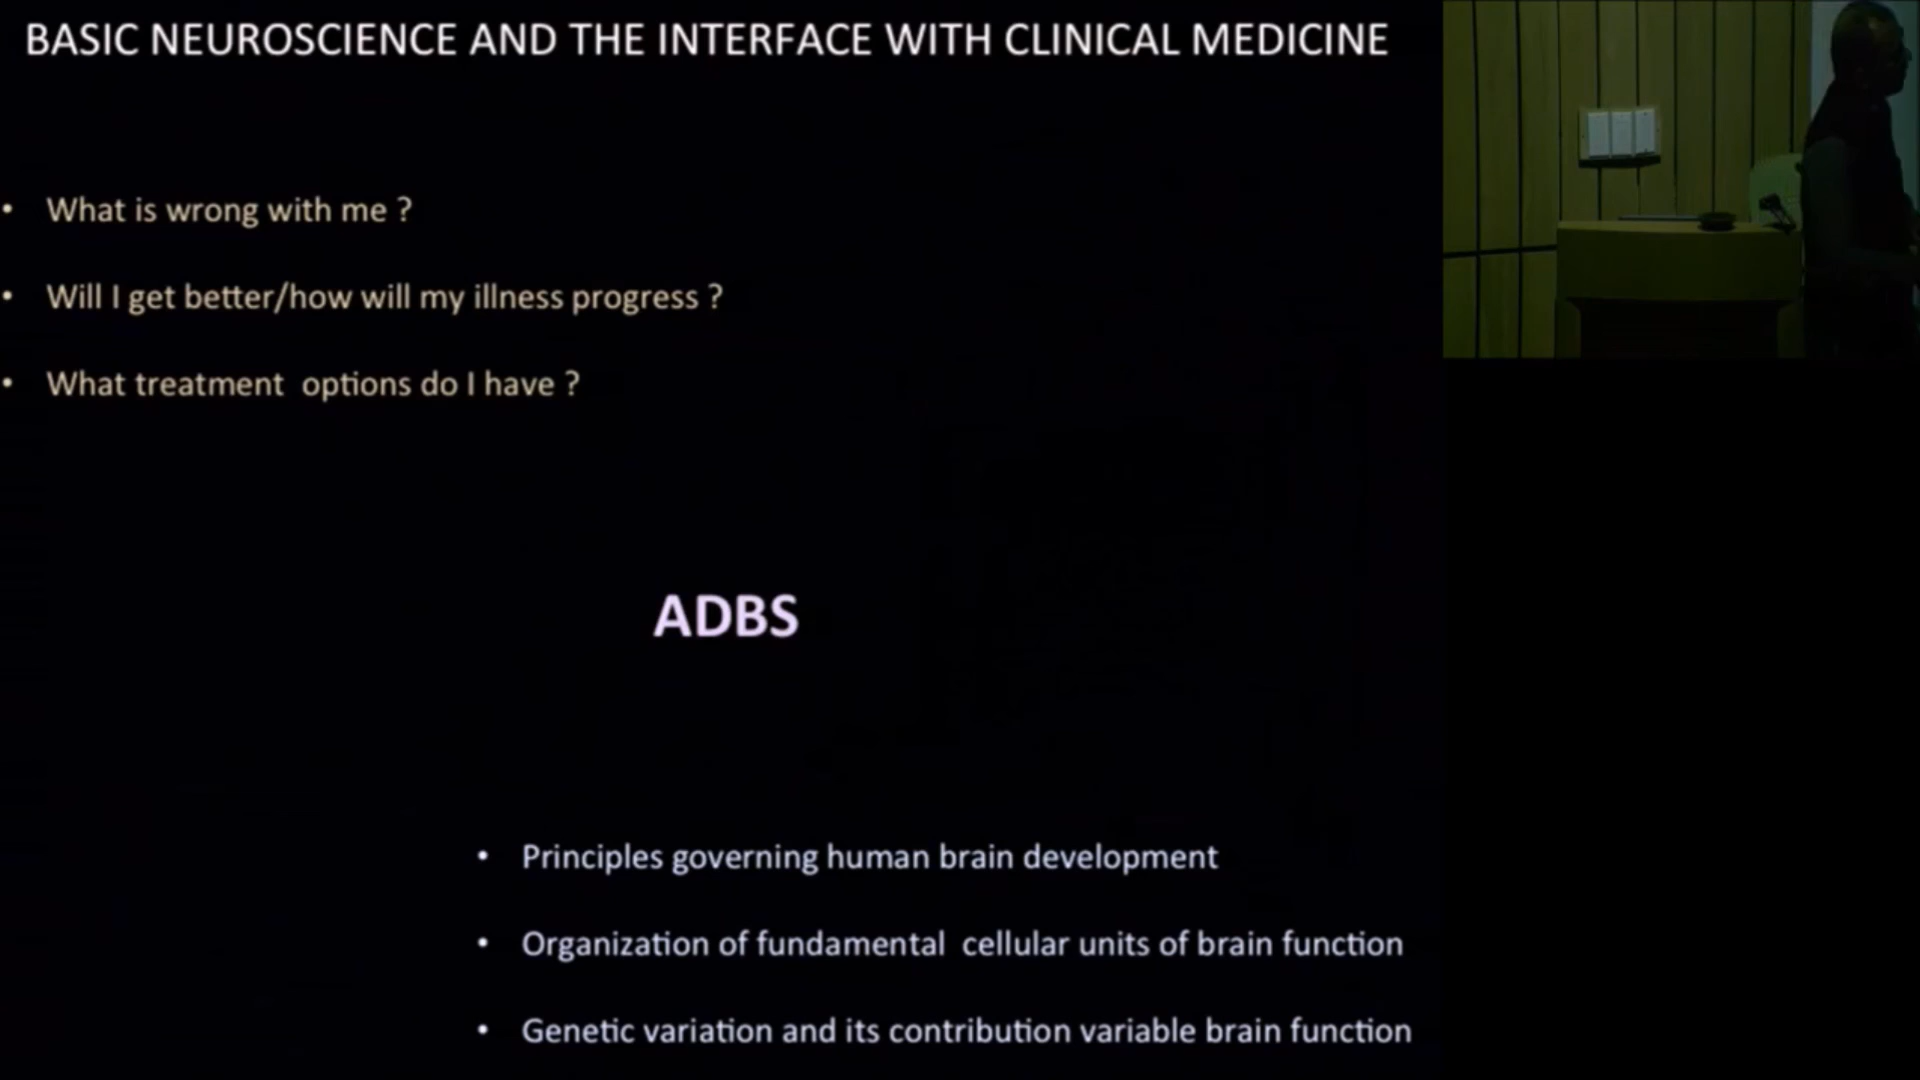 BASIC NEUROSCIENCE AND THE INTERFACE WITH CLINICAL MEDICINE
• What is wrong with me ?
• Will I get better/how will my illness progress ?
• What treatment  options do I have ?
ADBS
• Principles governing human brain development
• Organization of fundamental  cellular units of brain function
• Genetic variation and its contribution variable brain function